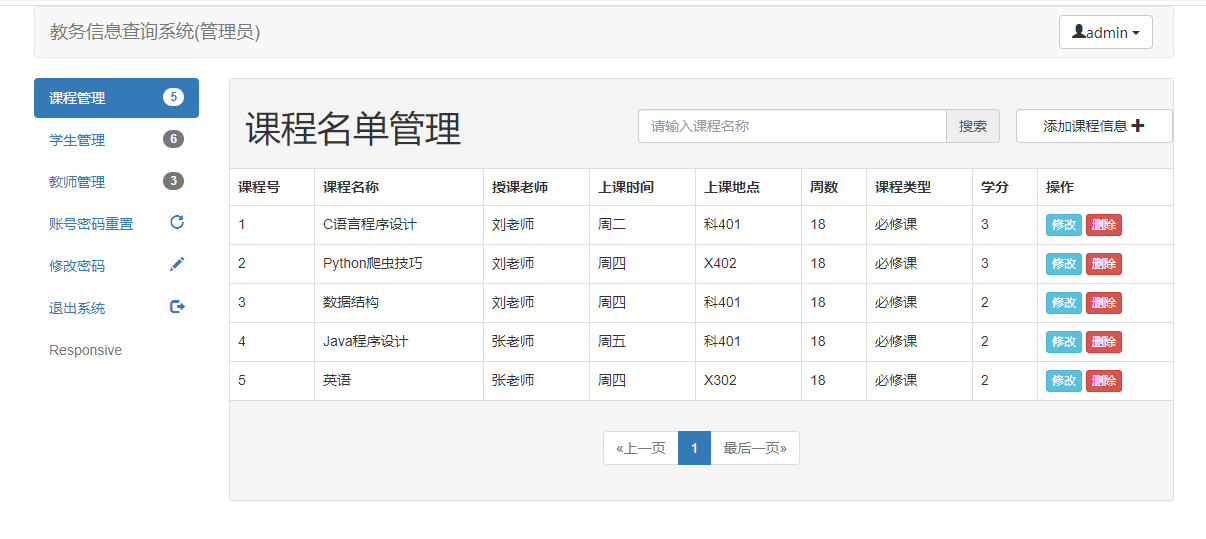 教务信息查询系统(管理员)
admin
课程管理 5
学生管理 6
教师管理 3
账号密码重置
修改密码
退出系统
Responsive
课程名单管理
请输入课程名称 搜索
添加课程信息
课程号 课程名称 授课老师 上课时间 上课地点 周数 课程类型 学分 操作
1 C语言程序设计 刘老师 周二 科401 18 必修课 3 修改 删除
2 Python爬虫技巧 刘老师 周四 X402 18 必修课 3 修改 删除
3 数据结构 刘老师 周四 科401 18 必修课 2 修改 删除
4 Java程序设计 张老师 周五 科401 18 必修课 2 修改 删除
5 英语 张老师 周四 X302 18 必修课 2 修改 删除
«上一页 1 最后一页»